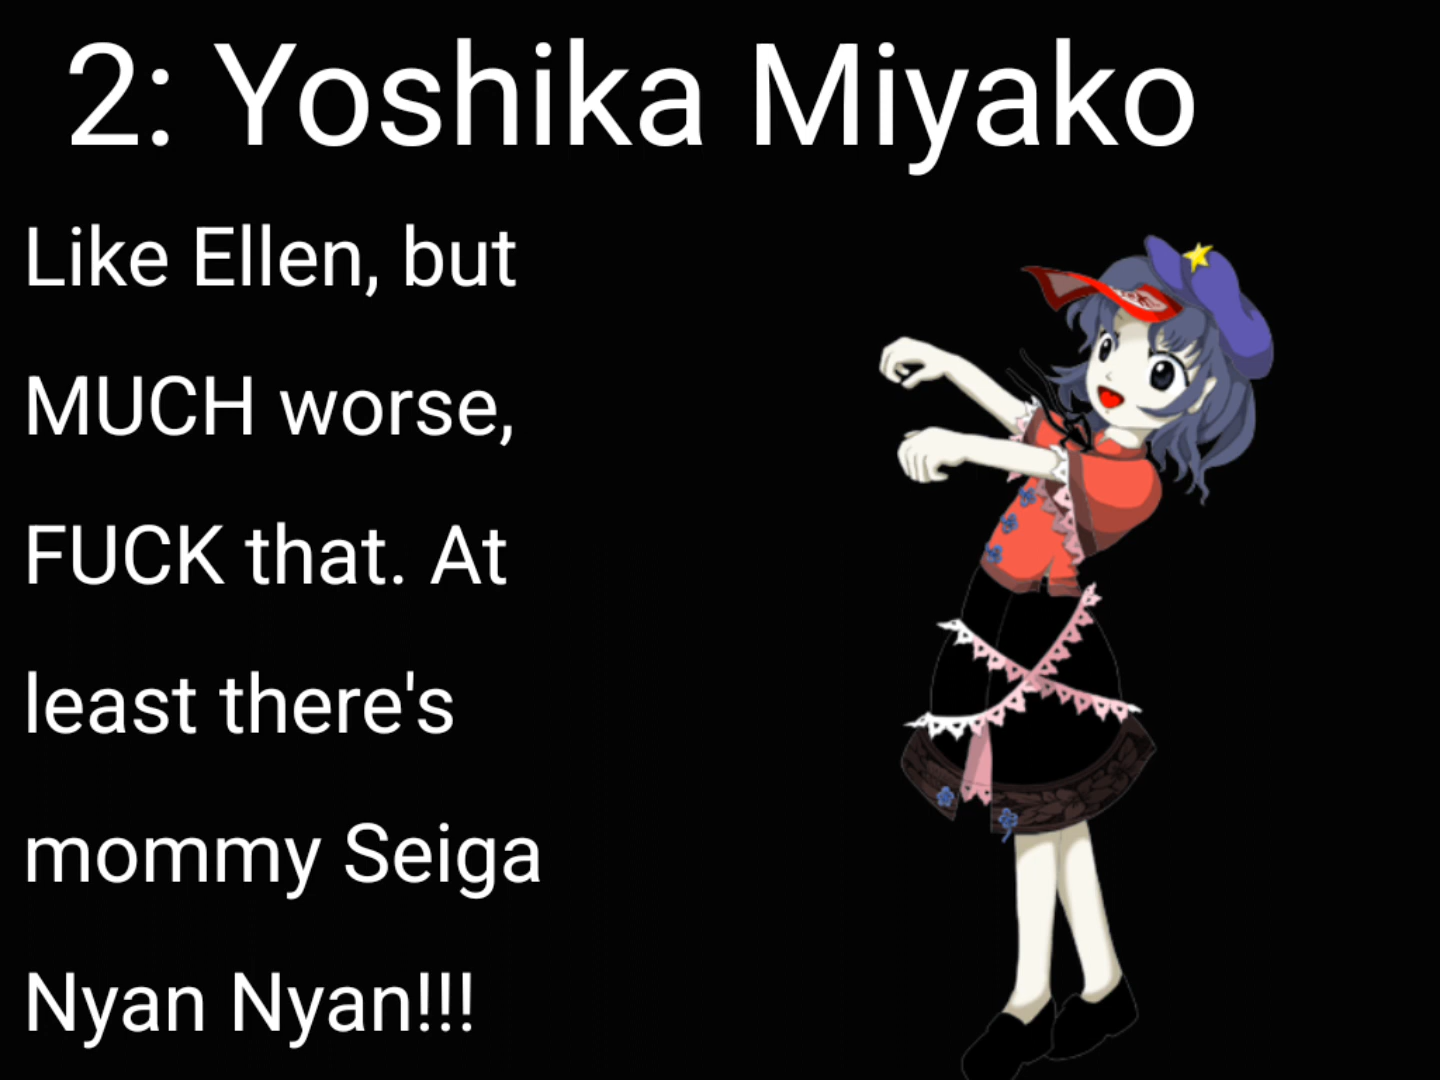 2: Yoshika Miyako
Like Ellen, but
MUCH worse,
FUCK that. At
least there's
mommy Seiga
Nyan Nyan!!!